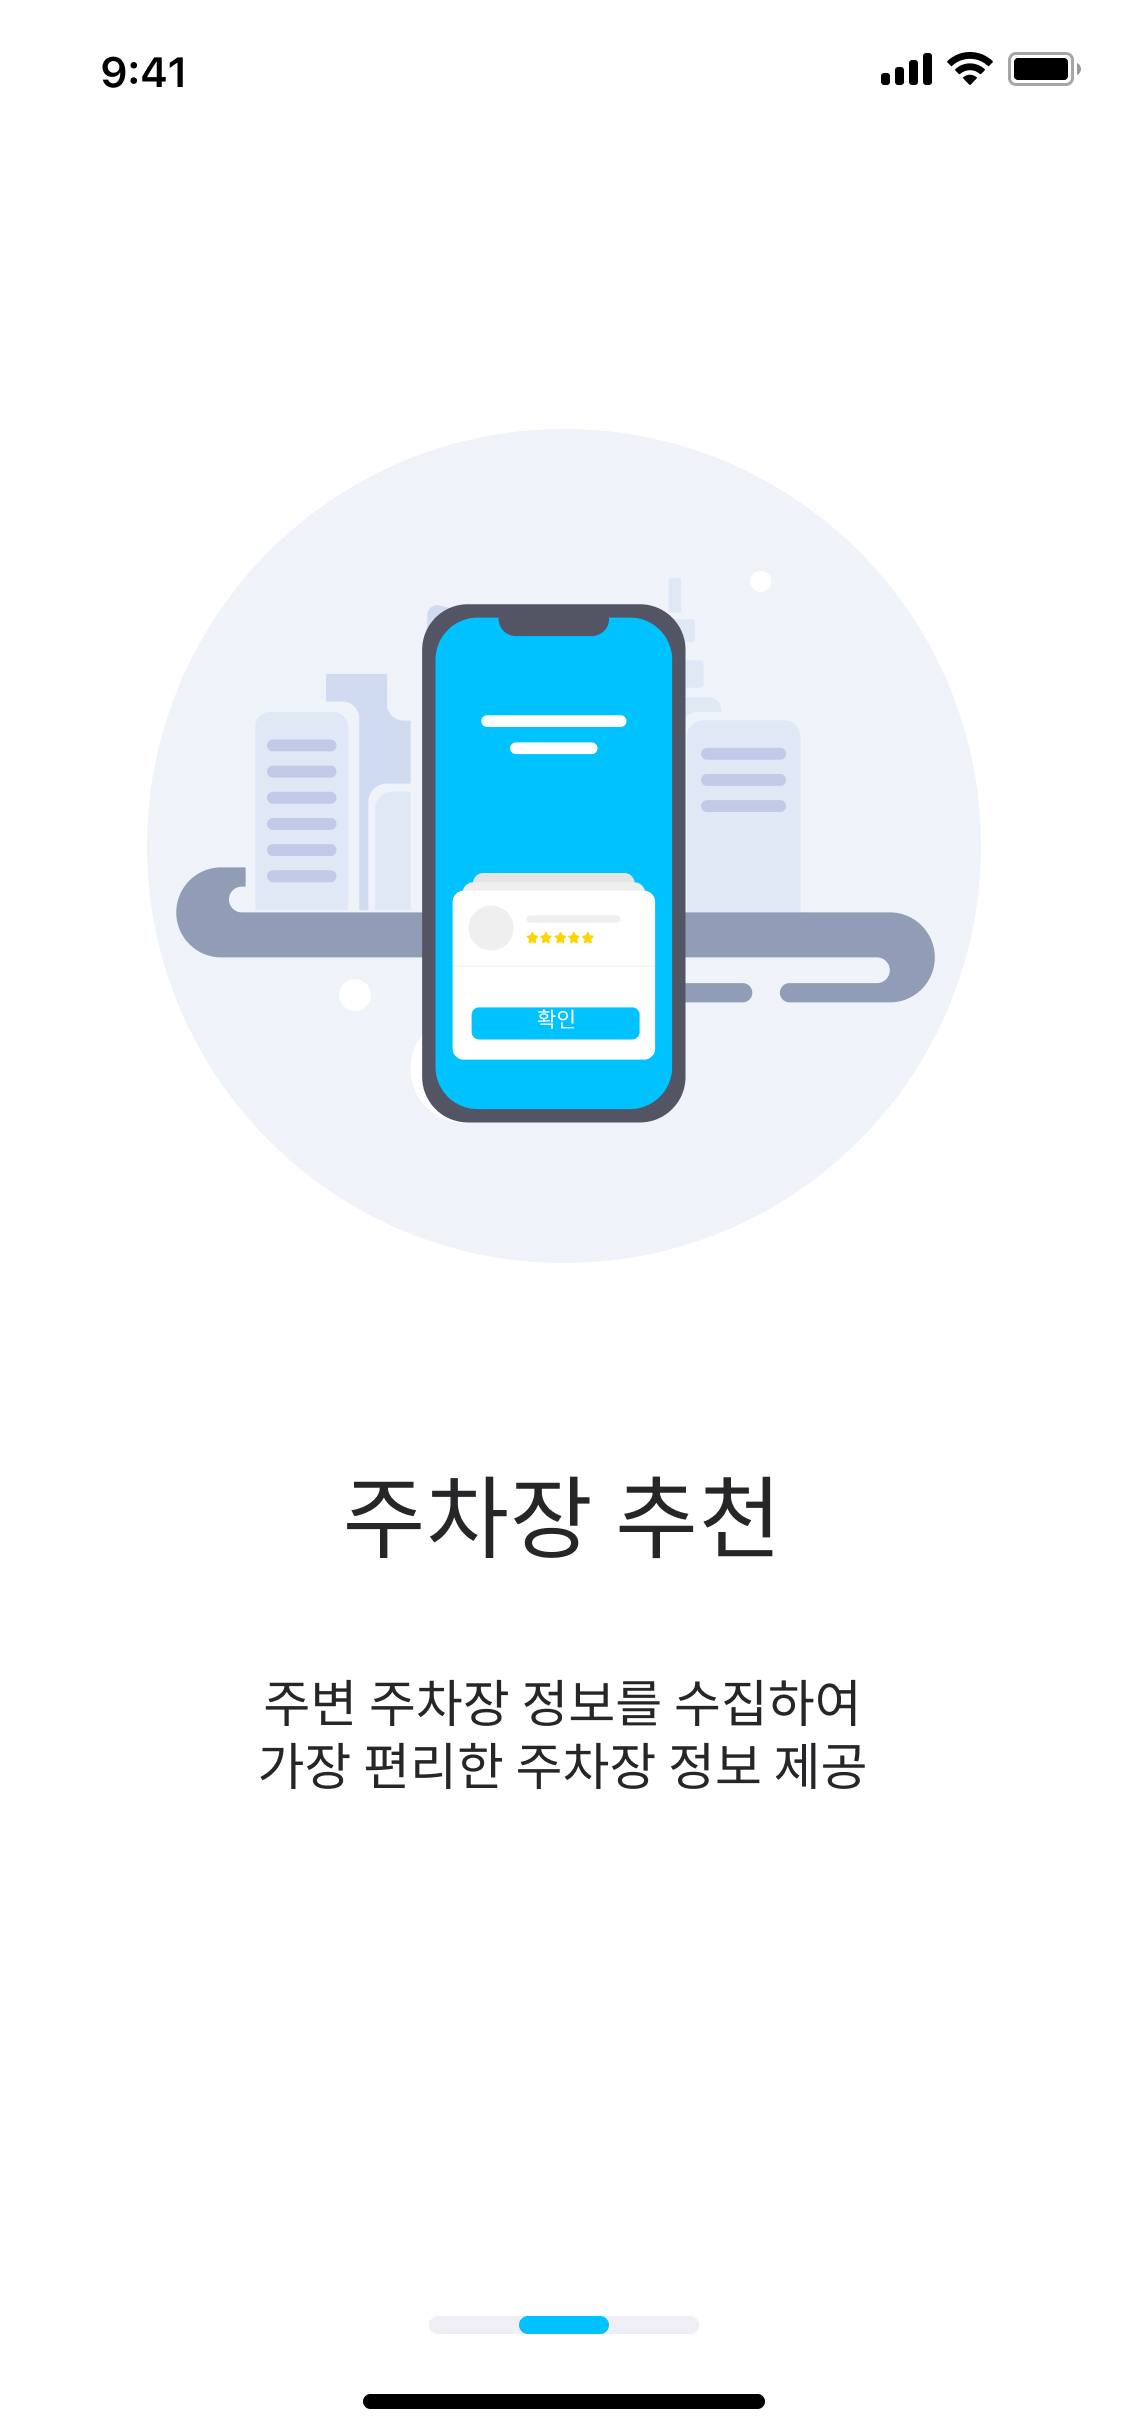 9:41
확인
주차장 추천
주변 주차장 정보를 수집하여
가장 편리한 주차장 정보 제공